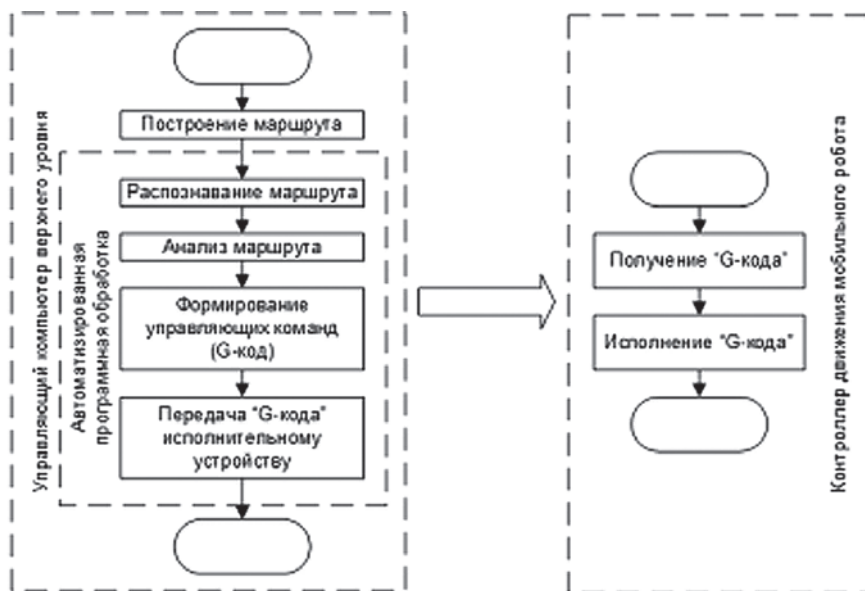 Управляющий компьютер верхнего уровня
Автоматизированная
программная обработка
Построение маршрута
Распознавание маршрута
Анализ маршрута
Формирование
управляющих команд
(G-код)
Передача "G-кода"
исполнительному
устройству
Получение "G-кода"
Исполнение "G-кода"
Контроллер движения мобильного робота